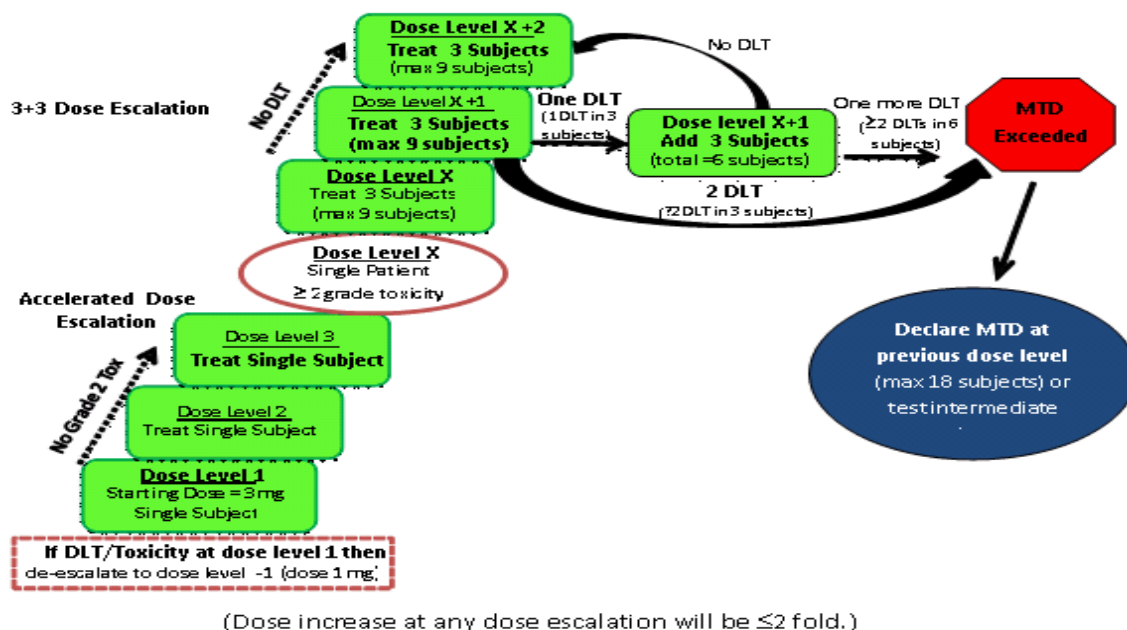 Dose Level X +2
Treat 3 Subjects
(max 9 subjects)
No DLT
3+3 Dose Escalation
No DLT
Dose Level X+1
Treat 3 Subjects
(max 9 subjects)
One DLT
(1DLT in 3
subjects)
Dose level X+1
Add 3 Subjects
(total =6 subjects)
One more DLT
(≥2 DLTs in 6
subjects)
MTD
Exceeded
Dose Level X
Treat 3 Subjects
(max 9 subjects)
2 DLT
(?2DLT in 3 subjects)
Dose Level X
Single Patient
≥ 2 grade toxicity
Accelerated Dose
Escalation
No Grade 2 Tox
Dose Level 3
Treat Single Subject
Dose Level 2
Treat Single Subject
Dose Level 1
Starting Dose = 3mg
Single Subject
Declare MTD at
previous dose level
(max 18 subjects) or
test intermediate
.
If DLT/Toxicity at dose level 1 then
de-escalate to dose level -1 (dose 1 mg)
(Dose increase at any dose escalation will be ≤2 fold.)